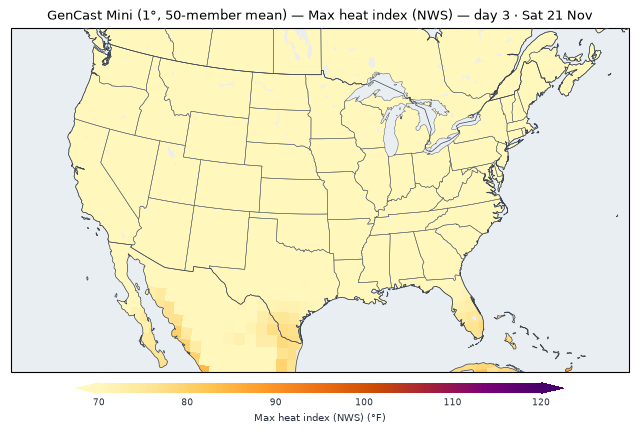 GenCast Mini (1°, 50-member mean) — Max heat index (NWS) — day 3 · Sat 21 Nov
70 80 90 100 110 120
Max heat index (NWS) (°F)